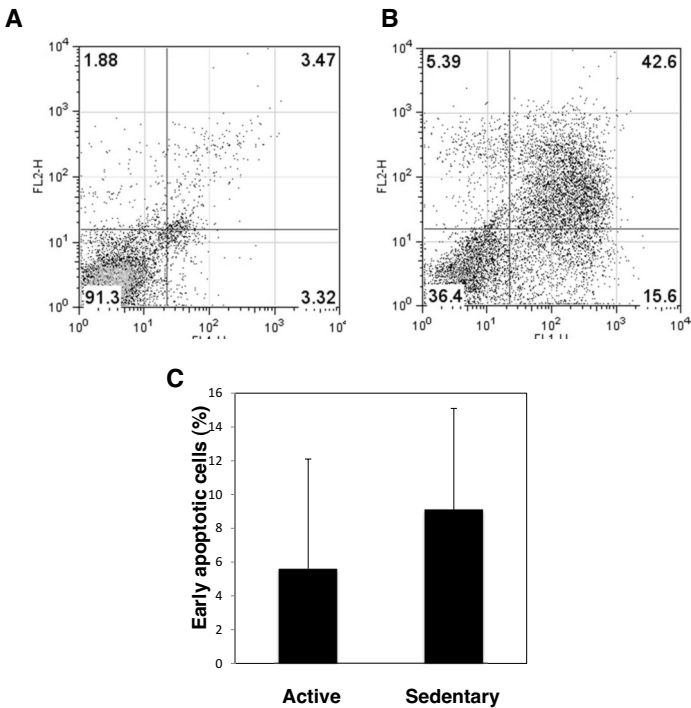 A
B
10⁴
10³
10²
10¹
10⁰
FL2-H
1.88
3.47
91.3
3.32
10⁰ 10¹ 10² 10³ 10⁴
10⁴
10³
10²
10¹
10⁰
FL2-H
5.39
42.6
36.4
15.6
10⁰ 10¹ 10² 10³ 10⁴
FL1-H
C
Early apoptotic cells (%)
16
14
12
10
8
6
4
2
0
Active Sedentary